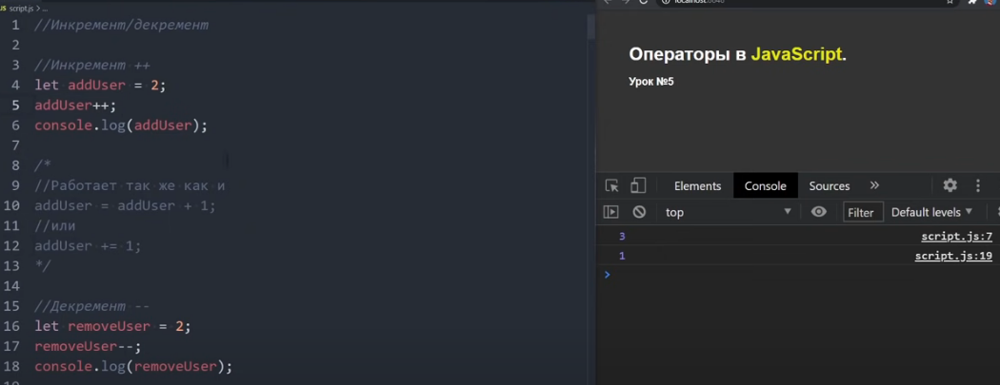 JS script.js > ...
1 //Инкремент/декремент
2
3 //Инкремент ++
4 let addUser = 2;
5 addUser++;
6 console.log(addUser);
7
8 /*
9 //Работает так же как и
10 addUser = addUser + 1;
11 //или
12 addUser += 1;
13 */
14
15 //Декремент --
16 let removeUser = 2;
17 removeUser--;
18 console.log(removeUser);
Операторы в JavaScript.
Урок №5
Elements Console Sources »
top Filter Default levels
3 script.js:7
1 script.js:19
>